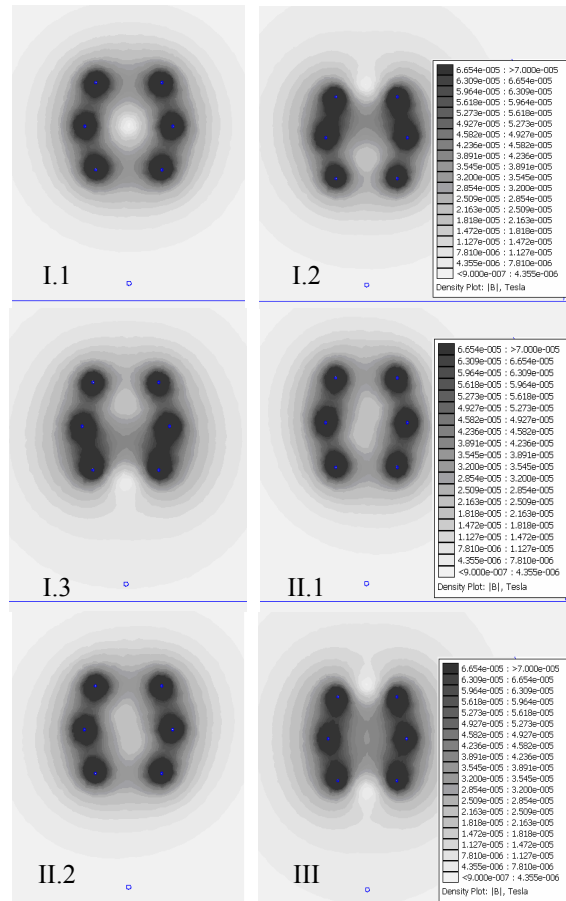 I.1
I.2
6.654e-005 : >7.000e-005
6.309e-005 : 6.654e-005
5.964e-005 : 6.309e-005
5.618e-005 : 5.964e-005
5.273e-005 : 5.618e-005
4.927e-005 : 5.273e-005
4.582e-005 : 4.927e-005
4.236e-005 : 4.582e-005
3.891e-005 : 4.236e-005
3.545e-005 : 3.891e-005
3.200e-005 : 3.545e-005
2.854e-005 : 3.200e-005
2.509e-005 : 2.854e-005
2.163e-005 : 2.509e-005
1.818e-005 : 2.163e-005
1.472e-005 : 1.818e-005
1.127e-005 : 1.472e-005
7.810e-006 : 1.127e-005
4.355e-006 : 7.810e-006
<9.000e-007 : 4.355e-006
Density Plot: |B|, Tesla
I.3
II.1
6.654e-005 : >7.000e-005
6.309e-005 : 6.654e-005
5.964e-005 : 6.309e-005
5.618e-005 : 5.964e-005
5.273e-005 : 5.618e-005
4.927e-005 : 5.273e-005
4.582e-005 : 4.927e-005
4.236e-005 : 4.582e-005
3.891e-005 : 4.236e-005
3.545e-005 : 3.891e-005
3.200e-005 : 3.545e-005
2.854e-005 : 3.200e-005
2.509e-005 : 2.854e-005
2.163e-005 : 2.509e-005
1.818e-005 : 2.163e-005
1.472e-005 : 1.818e-005
1.127e-005 : 1.472e-005
7.810e-006 : 1.127e-005
4.355e-006 : 7.810e-006
<9.000e-007 : 4.355e-006
Density Plot: |B|, Tesla
II.2
III
6.654e-005 : >7.000e-005
6.309e-005 : 6.654e-005
5.964e-005 : 6.309e-005
5.618e-005 : 5.964e-005
5.273e-005 : 5.618e-005
4.927e-005 : 5.273e-005
4.582e-005 : 4.927e-005
4.236e-005 : 4.582e-005
3.891e-005 : 4.236e-005
3.545e-005 : 3.891e-005
3.200e-005 : 3.545e-005
2.854e-005 : 3.200e-005
2.509e-005 : 2.854e-005
2.163e-005 : 2.509e-005
1.818e-005 : 2.163e-005
1.472e-005 : 1.818e-005
1.127e-005 : 1.472e-005
7.810e-006 : 1.127e-005
4.355e-006 : 7.810e-006
<9.000e-007 : 4.355e-006
Density Plot: |B|, Tesla